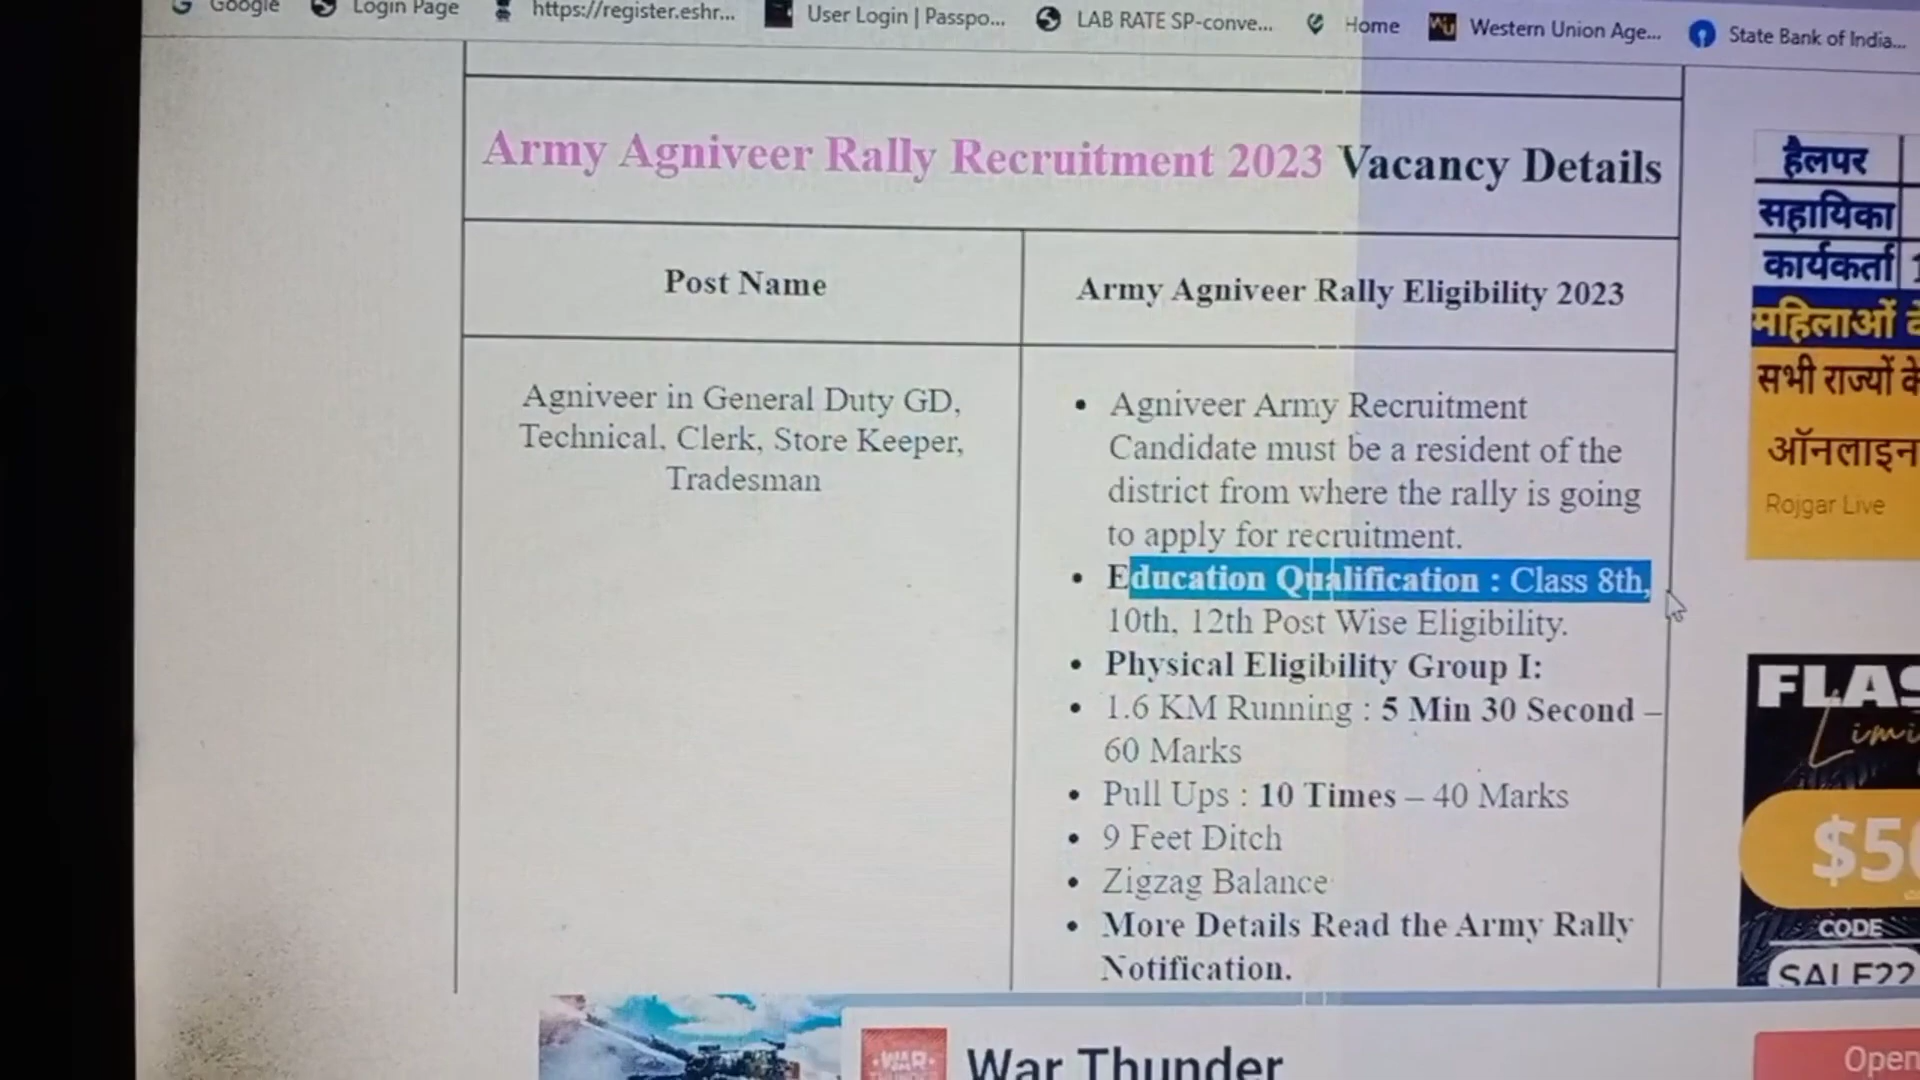 Google Login Page https://register.eshr... User Login | Passpo... LAB RATE SP-conve... Home Western Union Age... State Bank of India...
Army Agniveer Rally Recruitment 2023 Vacancy Details
Post Name
Army Agniveer Rally Eligibility 2023
Agniveer in General Duty GD,
Technical, Clerk, Store Keeper,
Tradesman
• Agniveer Army Recruitment
Candidate must be a resident of the
district from where the rally is going
to apply for recruitment.
• Education Qualification : Class 8th,
10th, 12th Post Wise Eligibility.
• Physical Eligibility Group I:
• 1.6 KM Running : 5 Min 30 Second –
60 Marks
• Pull Ups : 10 Times – 40 Marks
• 9 Feet Ditch
• Zigzag Balance
• More Details Read the Army Rally
Notification.
हैलपर
सहायिका
कार्यकर्ता
महिलाओं
सभी राज्यों के
ऑनलाइन
Rojgar Live
CODE
SALE22
WAR
War Thunder
Open